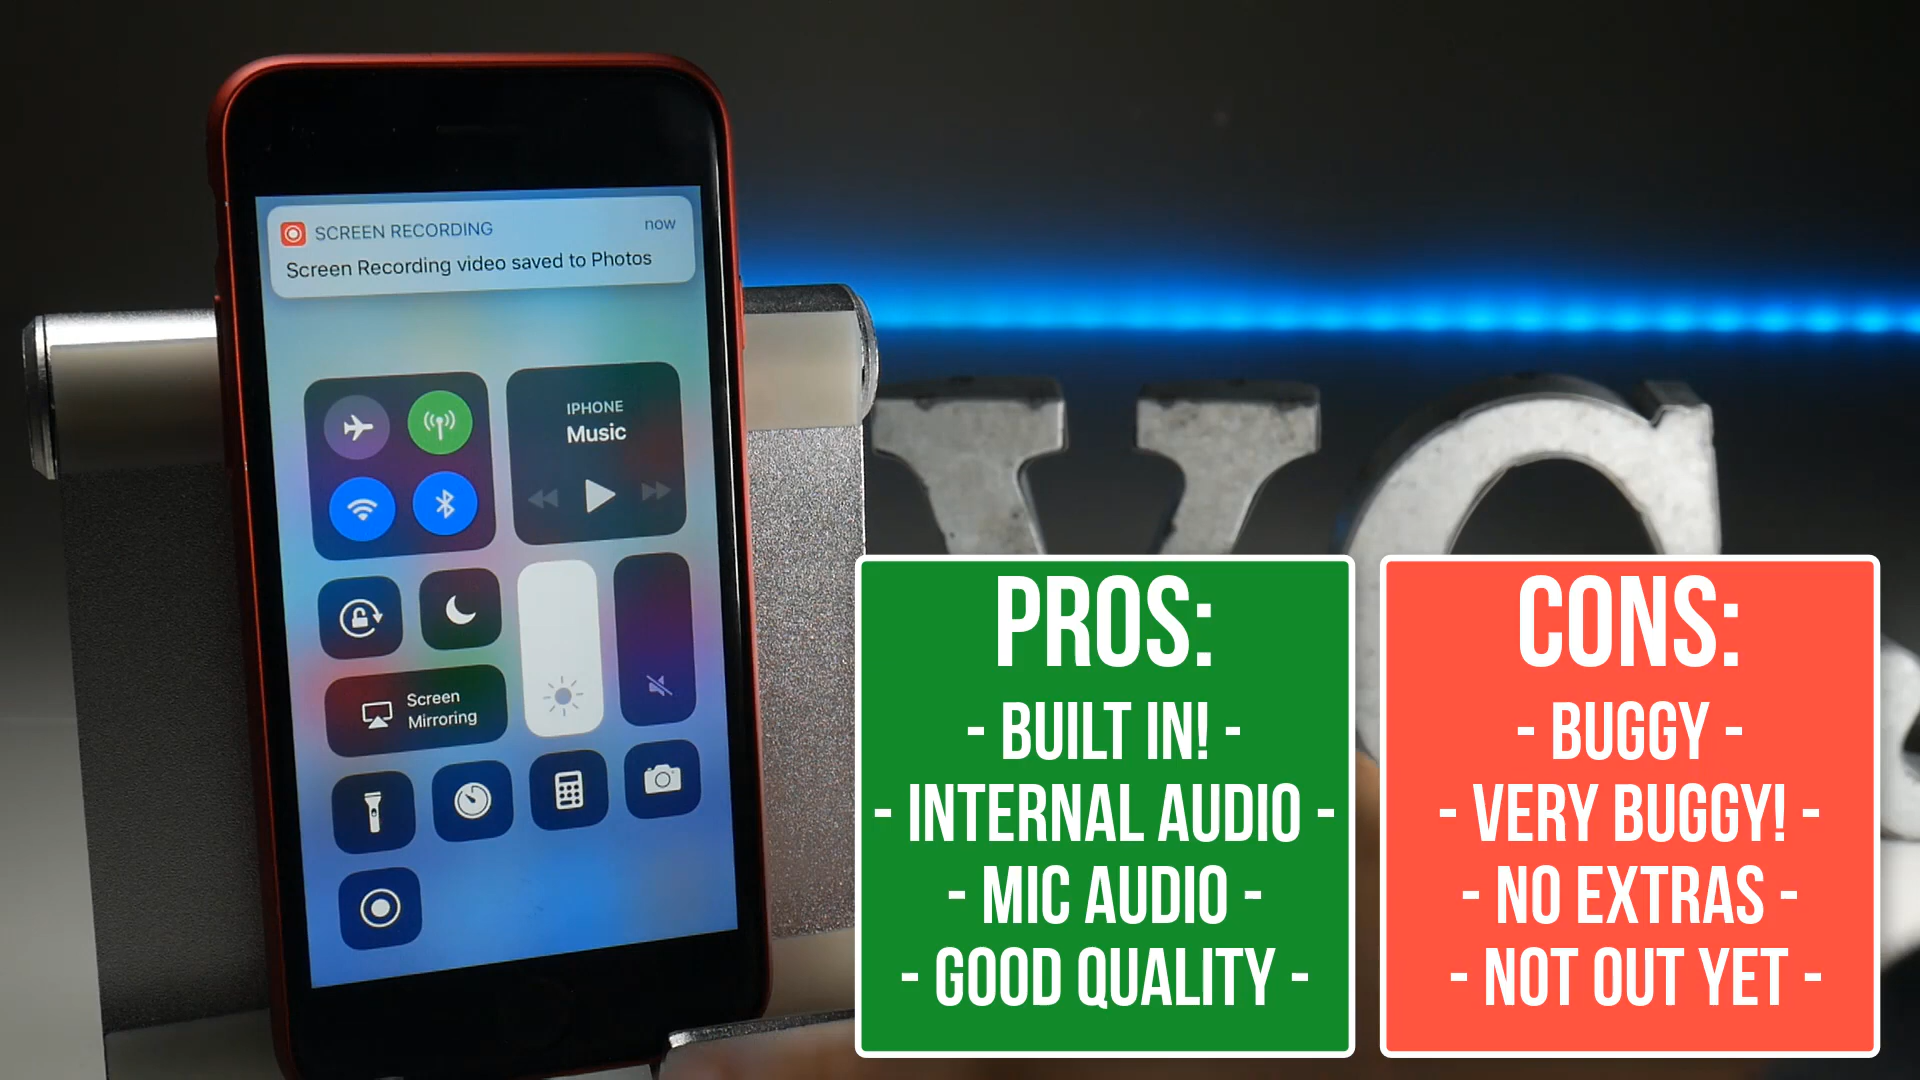 SCREEN RECORDING now
Screen Recording video saved to Photos
IPHONE
Music
Screen
Mirroring
PROS:
- BUILT IN! -
- INTERNAL AUDIO -
- MIC AUDIO -
- GOOD QUALITY -
CONS:
- BUGGY -
- VERY BUGGY! -
- NO EXTRAS -
- NOT OUT YET -